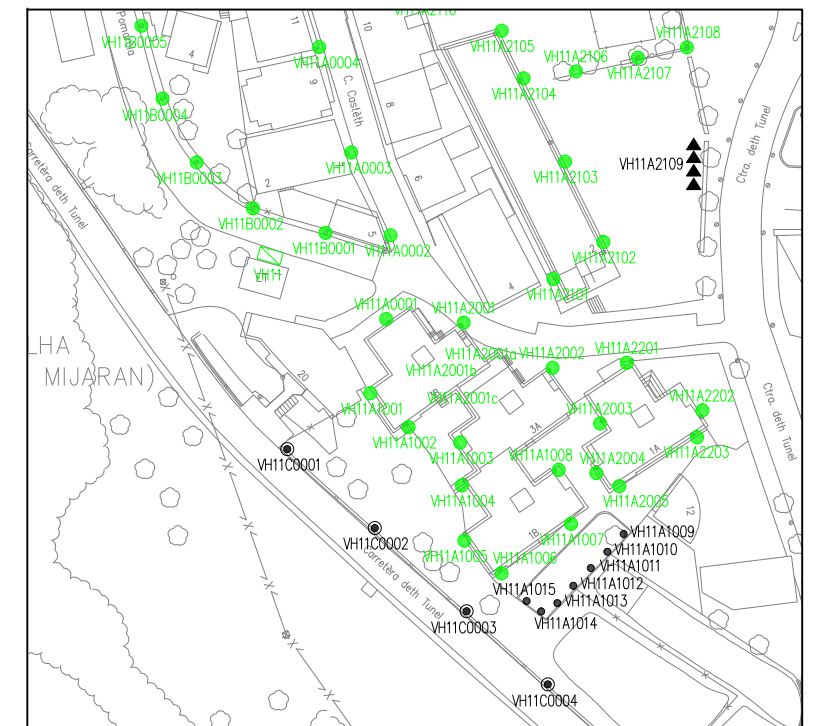 VH11A2110
VH11B0005
Pomarola
4
11
VH11A0004
9
10
C. Castèth
8
6
VH11A2105
VH11A2106
VH11A2107
VH11A2108
VH11A2104
Ctra. deth Tunel
VH11B0004
VH11A2109
VH11B0003
2
VH11A0003
VH11A2103
Carretèra deth Tunel
VH11B0002
VH11B0001
5
VH11A0002
2
VH11A2102
VH11
4
VH11A2101
LHA
MIJARAN)
VH11A0001
VH11A2001
VH11A2001a
VH11A2002
VH11A2201
VH11A2001b
20
VH11A1001
VH11A2001c
VH11A2202
Ctra. deth Tunel
VH11A1002
3A
VH11A2003
1A
VH11A2203
VH11A1003
VH11C0001
VH11A1008
VH11A2004
VH11A1004
VH11A2005
12
1B
VH11C0002
VH11A1005
VH11A1007
VH11A1009
VH11A1010
VH11A1006
VH11A1011
Carretèra deth Tunel
VH11A1015
VH11A1012
VH11A1013
VH11C0003
VH11A1014
VH11C0004